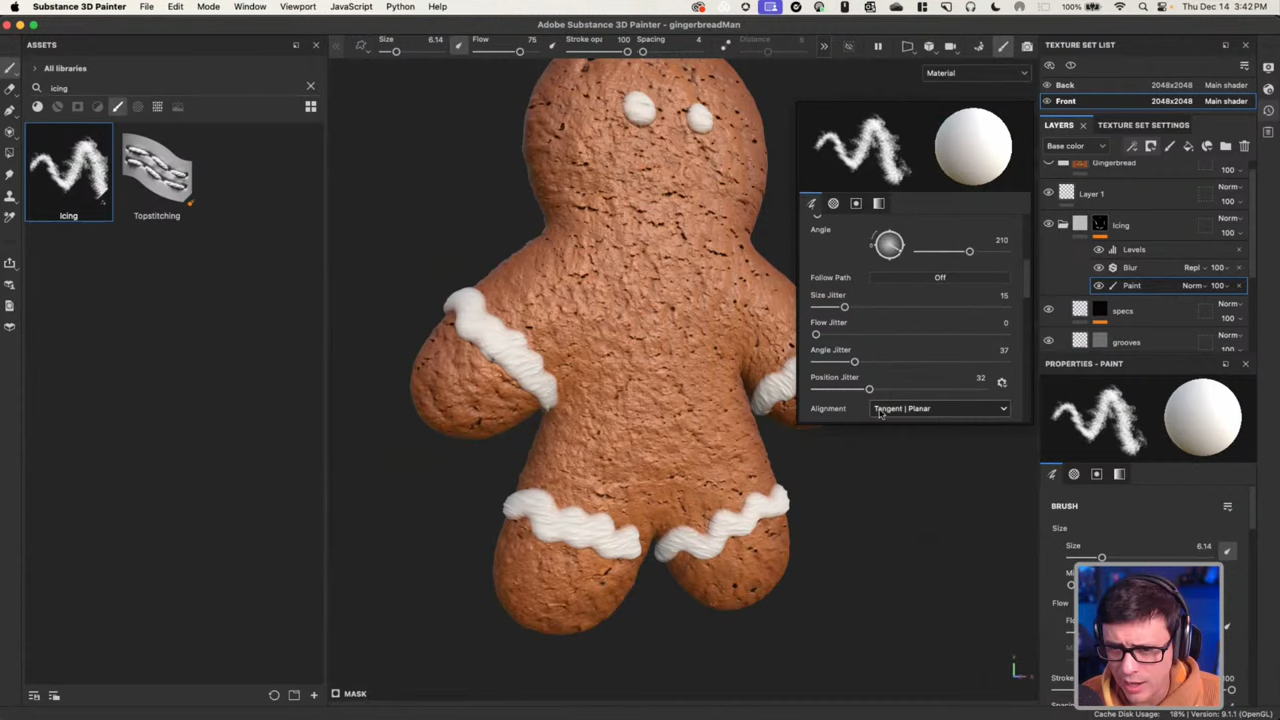 Substance 3D Painter File Edit Mode Window Viewport JavaScript Python Help 100% Thu Dec 14 3:42 PM
Adobe Substance 3D Painter - gingerbreadMan
ASSETS
All libraries
icing
Icing
Topstitching
Size 6.14 Flow 75 Stroke opa 100 Spacing 4 Distance 8
Material
Angle 210
Follow Path Off
Size Jitter 15
Flow Jitter 0
Angle Jitter 37
Position Jitter 32
Alignment Tangent | Planar
TEXTURE SET LIST
Back 2048x2048 Main shader
Front 2048x2048 Main shader
LAYERS TEXTURE SET SETTINGS
Base color
Gingerbread 100
Layer 1 Norm 100
Icing Norm 100
Levels
Blur Repl 100
Paint Norm 100
specs Norm 100
grooves Norm 100
PROPERTIES - PAINT
BRUSH
Size
Size 6.14
Flow
Stroke 100
MASK
Cache Disk Usage: 18% | Version: 9.1.1 (OpenGL)